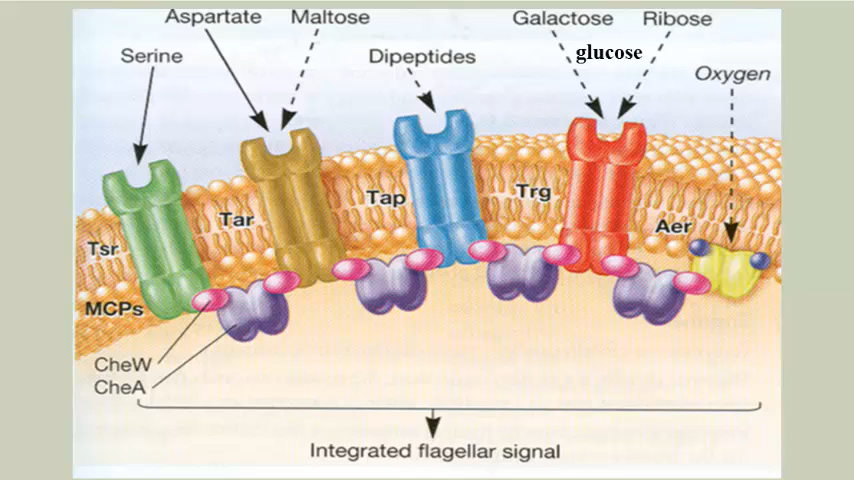 Aspartate Maltose Galactose Ribose
Serine Dipeptides glucose
Oxygen
Tsr Tar Tap Trg Aer
MCPs
CheW
CheA
Integrated flagellar signal